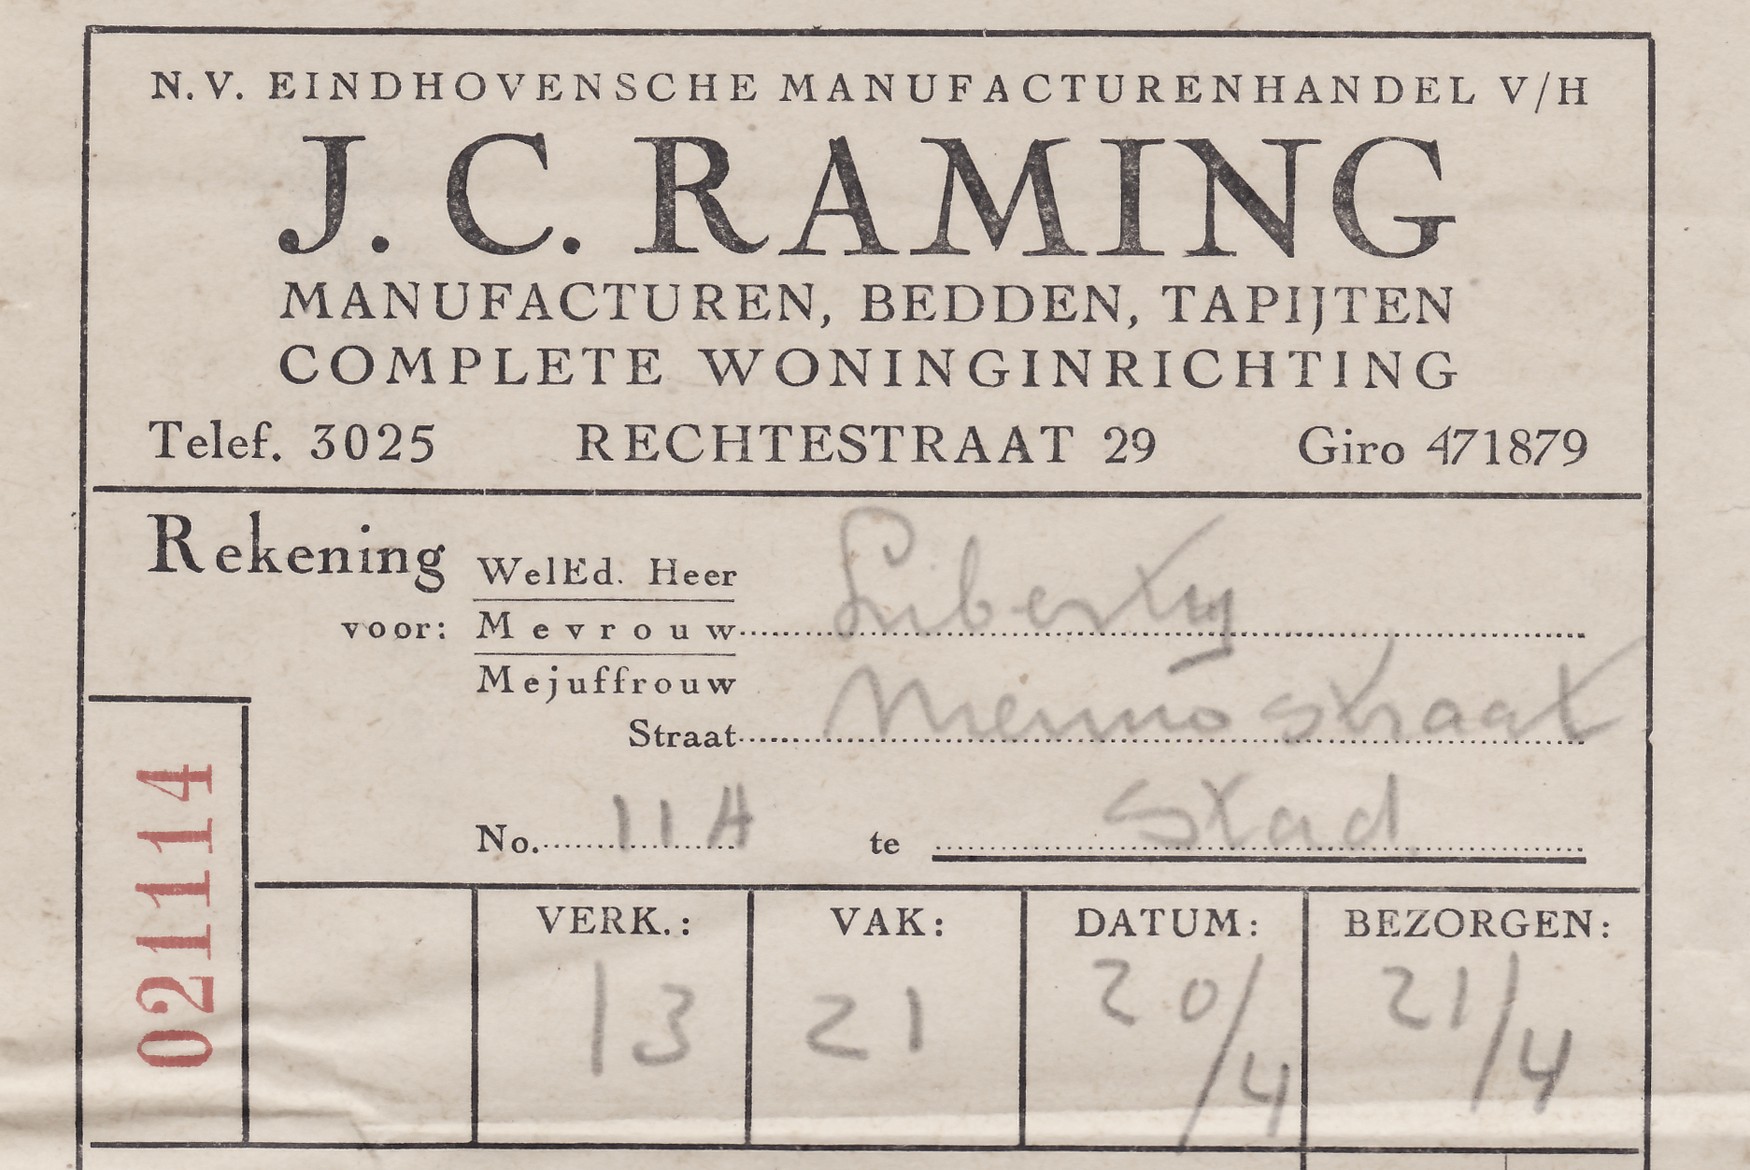 N.V. EINDHOVENSCHE MANUFACTURENHANDEL V/H
J. C. RAMING
MANUFACTUREN, BEDDEN, TAPIJTEN
COMPLETE WONINGINRICHTING
Telef. 3025 RECHTESTRAAT 29 Giro 471879
Rekening WelEd. Heer
voor: Mevrouw Liberty
Mejuffrouw
Straat Mennostraat
No. 11A te Stad
021114
VERK.: VAK: DATUM: BEZORGEN:
13 21 20/4 21/4